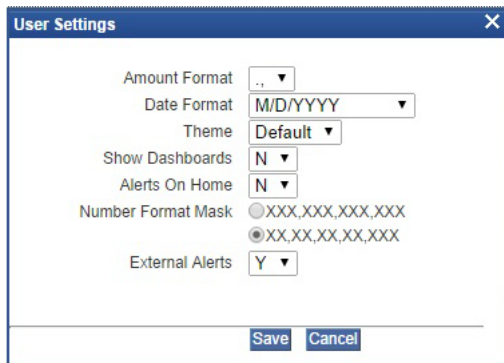 User Settings
Amount Format ., 
Date Format M/D/YYYY
Theme Default
Show Dashboards N
Alerts On Home N
Number Format Mask XXX,XXX,XXX,XXX
XX,XX,XX,XX,XXX
External Alerts Y
Save Cancel